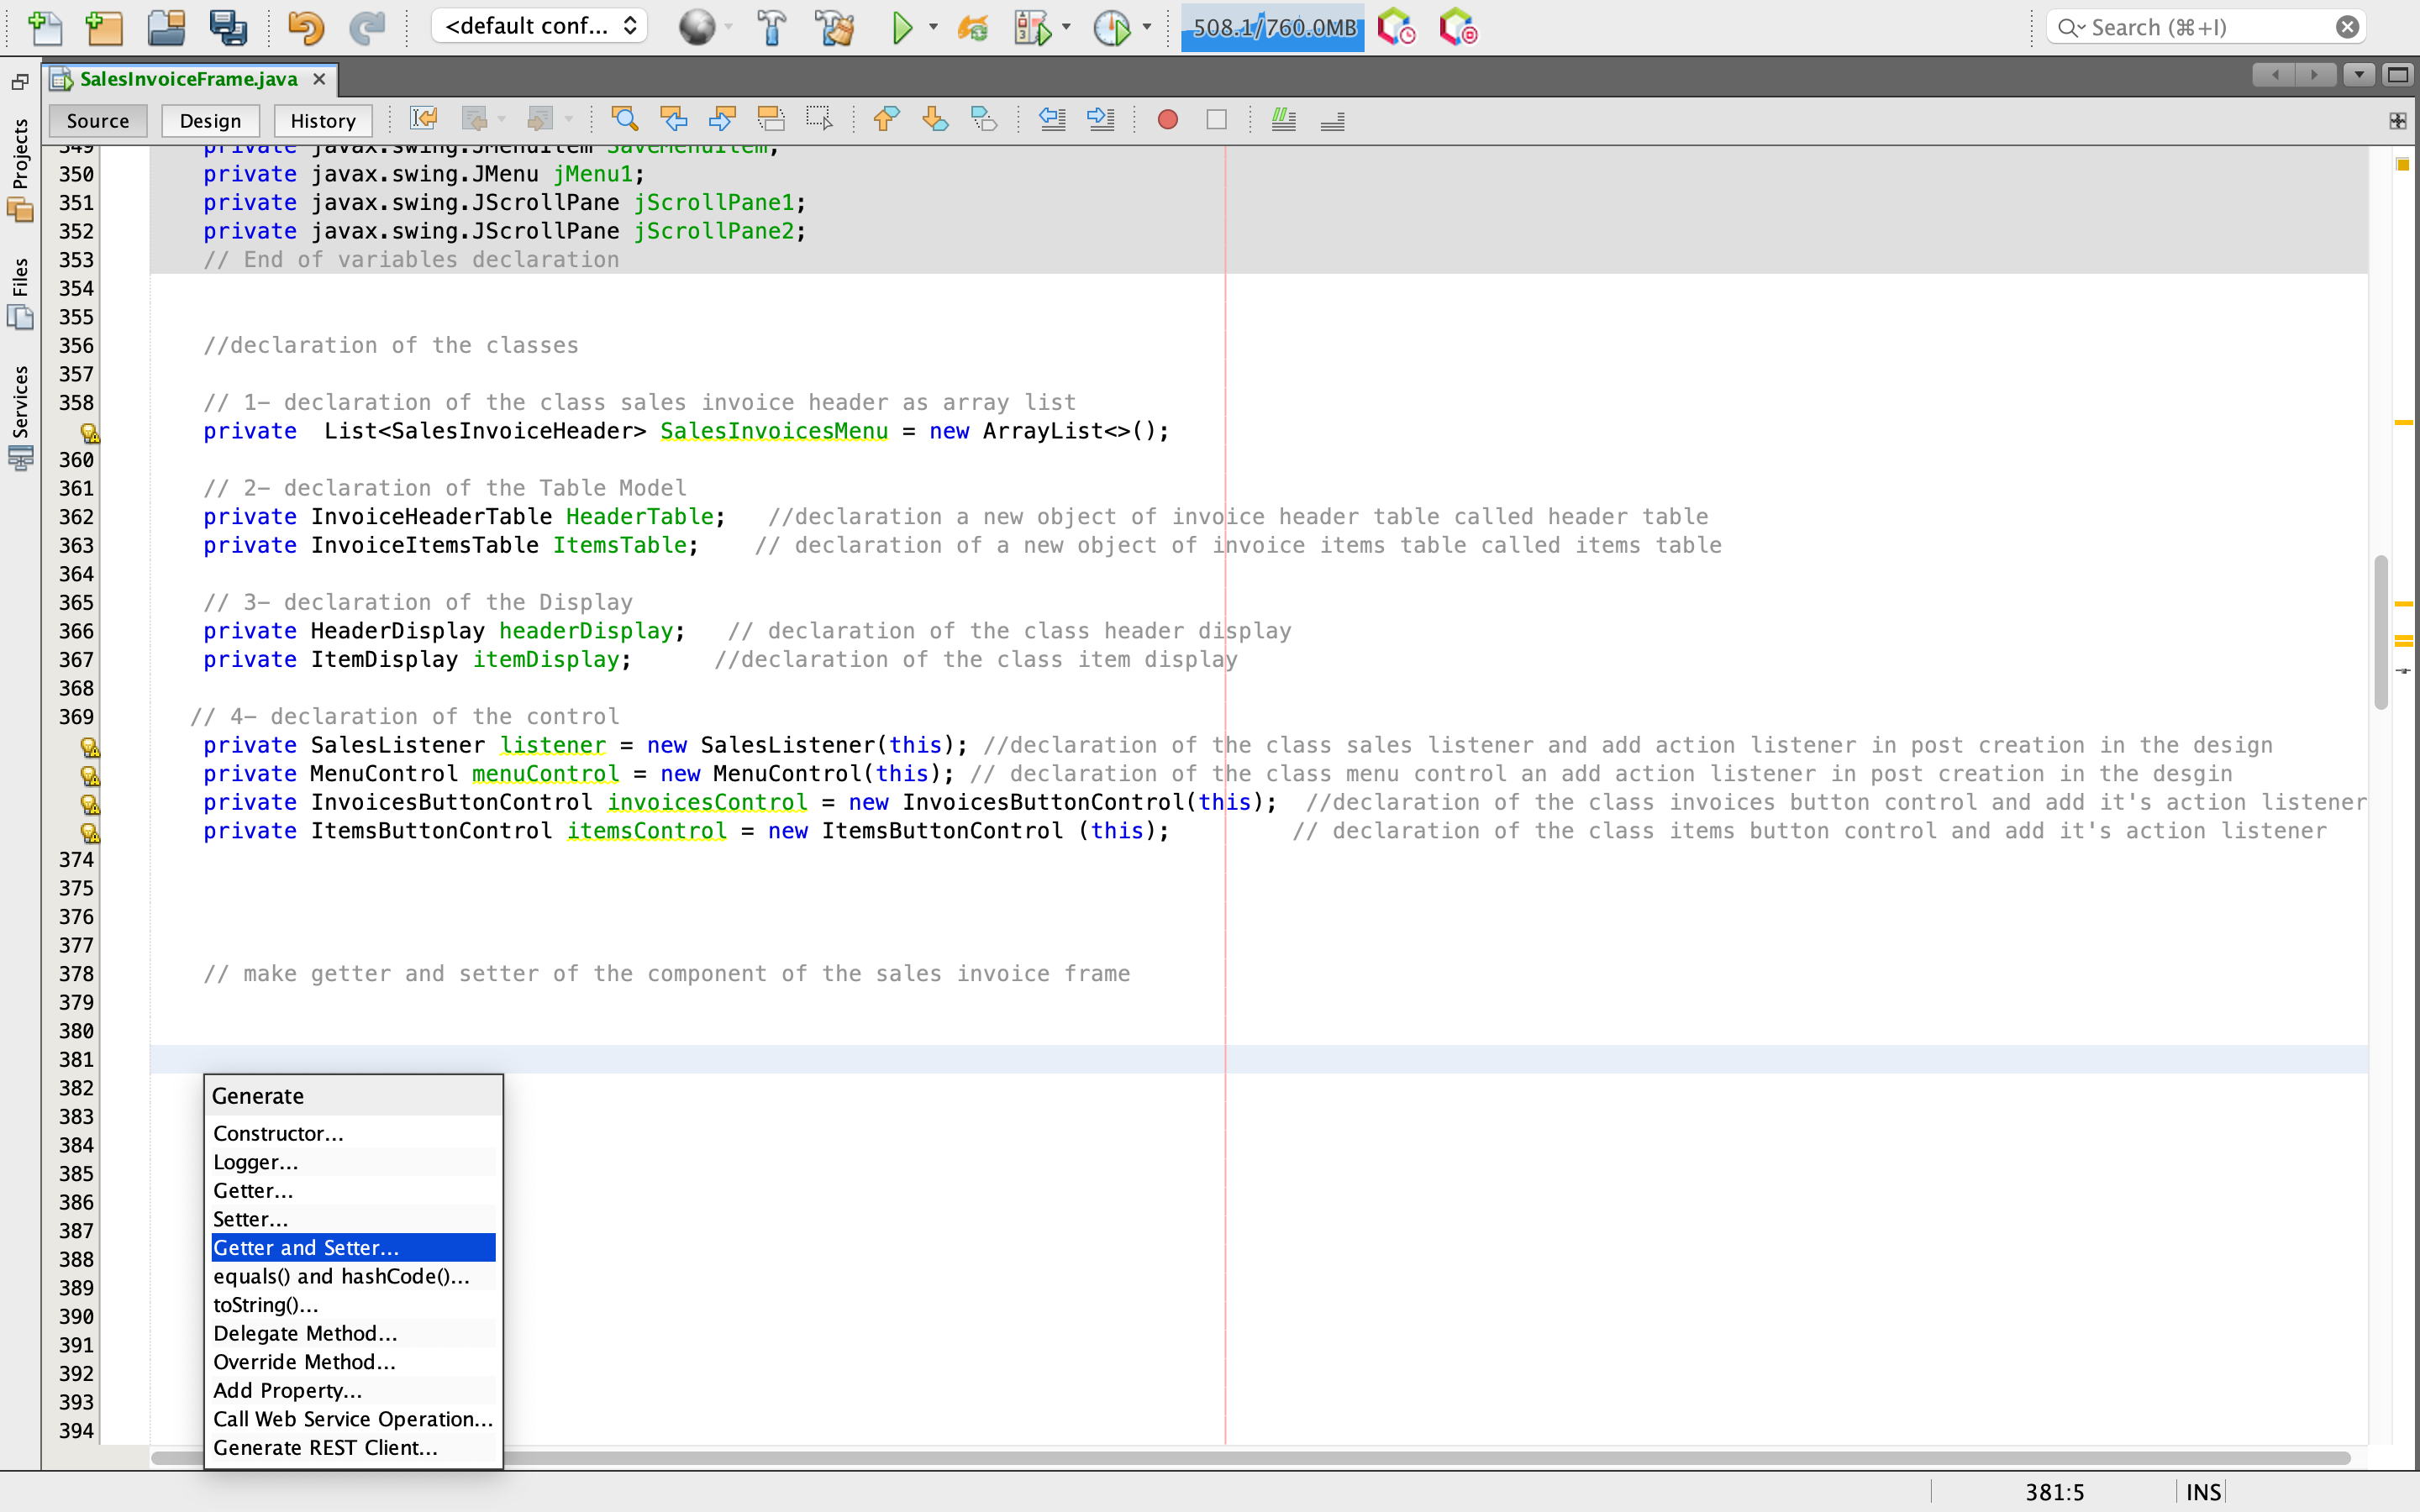 <default conf...
508.1/760.0MB
Search (⌘+I)
SalesInvoiceFrame.java
Source Design History
Projects
Files
Services
349 private javax.swing.JMenuItem SaveMenuItem;
350 private javax.swing.JMenu jMenu1;
351 private javax.swing.JScrollPane jScrollPane1;
352 private javax.swing.JScrollPane jScrollPane2;
353 // End of variables declaration
354
355
356 //declaration of the classes
357
358 // 1- declaration of the class sales invoice header as array list
private  List<SalesInvoiceHeader> SalesInvoicesMenu = new ArrayList<>();
360
361 // 2- declaration of the Table Model
362 private InvoiceHeaderTable HeaderTable;   //declaration a new object of invoice header table called header table
363 private InvoiceItemsTable ItemsTable;    // declaration of a new object of invoice items table called items table
364
365 // 3- declaration of the Display
366 private HeaderDisplay headerDisplay;   // declaration of the class header display
367 private ItemDisplay itemDisplay;      //declaration of the class item display
368
369 // 4- declaration of the control
private SalesListener listener = new SalesListener(this); //declaration of the class sales listener and add action listener in post creation in the design
private MenuControl menuControl = new MenuControl(this); // declaration of the class menu control an add action listener in post creation in the desgin
private InvoicesButtonControl invoicesControl = new InvoicesButtonControl(this);  //declaration of the class invoices button control and add it's action listener
private ItemsButtonControl itemsControl = new ItemsButtonControl (this);         // declaration of the class items button control and add it's action listener
374
375
376
377
378 // make getter and setter of the component of the sales invoice frame
379
380
381
382
383
384
385
386
387
388
389
390
391
392
393
394
Generate
Constructor...
Logger...
Getter...
Setter...
Getter and Setter...
equals() and hashCode()...
toString()...
Delegate Method...
Override Method...
Add Property...
Call Web Service Operation...
Generate REST Client...
381:5 INS